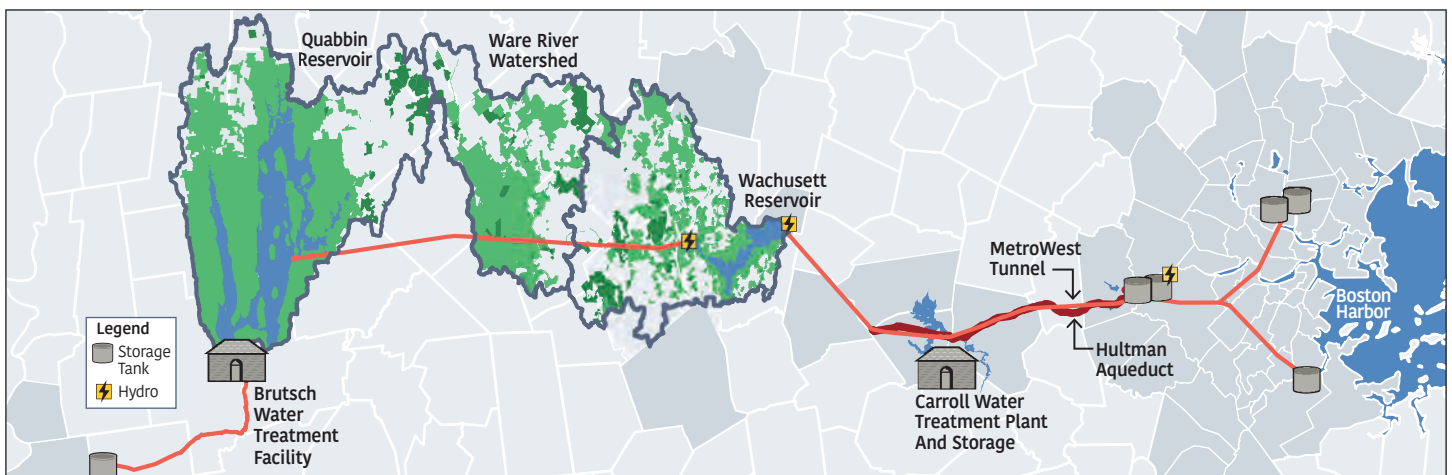 Quabbin
Reservoir
Ware River
Watershed
Wachusett
Reservoir
MetroWest
Tunnel
Boston
Harbor
Hultman
Aqueduct
Legend
Storage
Tank
Hydro
Brutsch
Water
Treatment
Facility
Carroll Water
Treatment Plant
And Storage